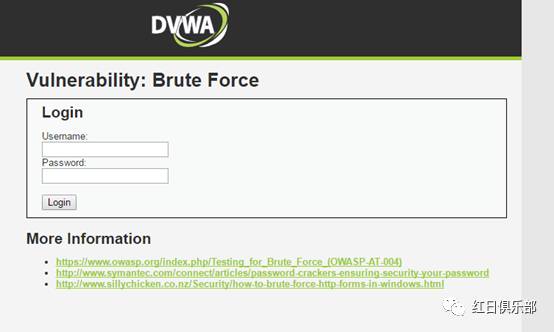 DVWA
Vulnerability: Brute Force
Login
Username:
Password:
Login
More Information
https://www.owasp.org/index.php/Testing_for_Brute_Force_(OWASP-AT-004)
http://www.symantec.com/connect/articles/password-crackers-ensuring-security-your-password
http://www.sillychicken.co.nz/Security/how-to-brute-force-http-forms-in-windows.html
红日俱乐部